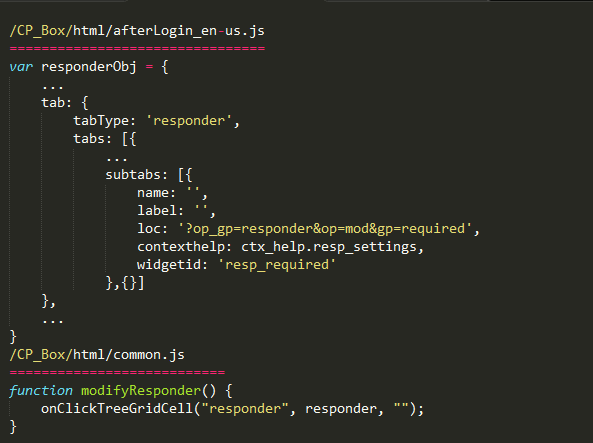 /CP_Box/html/afterLogin_en-us.js
================================
var responderObj = {
...
tab: {
tabType: 'responder',
tabs: [{
...
subtabs: [{
name: '',
label: '',
loc: '?op_gp=responder&op=mod&gp=required',
contexthelp: ctx_help.resp_settings,
widgetid: 'resp_required'
},{}]
},
...
}
/CP_Box/html/common.js
===========================
function modifyResponder() {
onClickTreeGridCell("responder", responder, "");
}